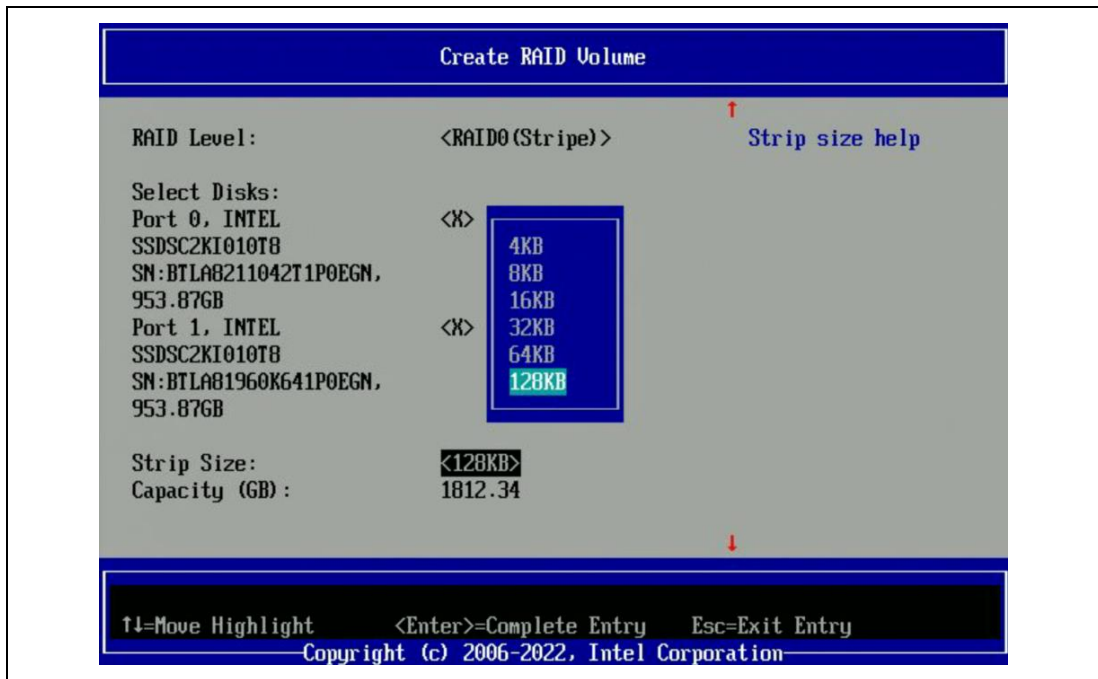 Create RAID Volume
RAID Level: <RAID0(Stripe)> Strip size help
Select Disks:
Port 0, INTEL <X>
SSDSC2KI010T8 4KB
SN:BTLA8211042T1P0EGN, 8KB
953.87GB 16KB
Port 1, INTEL <X> 32KB
SSDSC2KI010T8 64KB
SN:BTLA81960K641P0EGN, 128KB
953.87GB
Strip Size: <128KB>
Capacity (GB): 1812.34
↑↓=Move Highlight <Enter>=Complete Entry Esc=Exit Entry
Copyright (c) 2006-2022, Intel Corporation